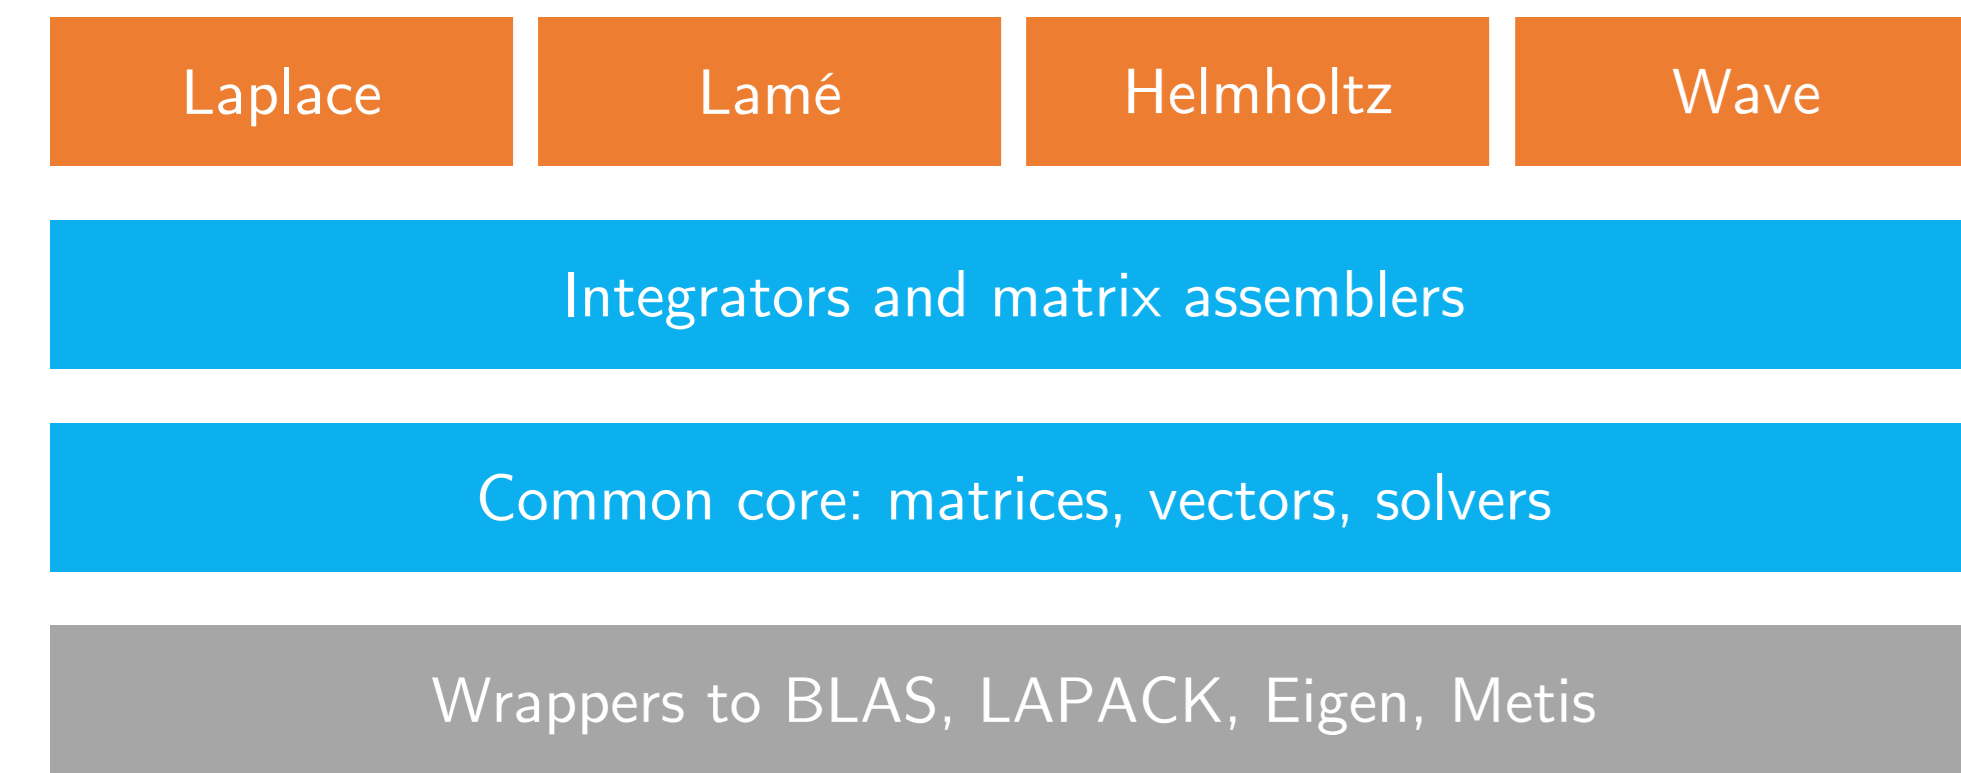 Laplace
Lamé
Helmholtz
Wave
Integrators and matrix assemblers
Common core: matrices, vectors, solvers
Wrappers to BLAS, LAPACK, Eigen, Metis